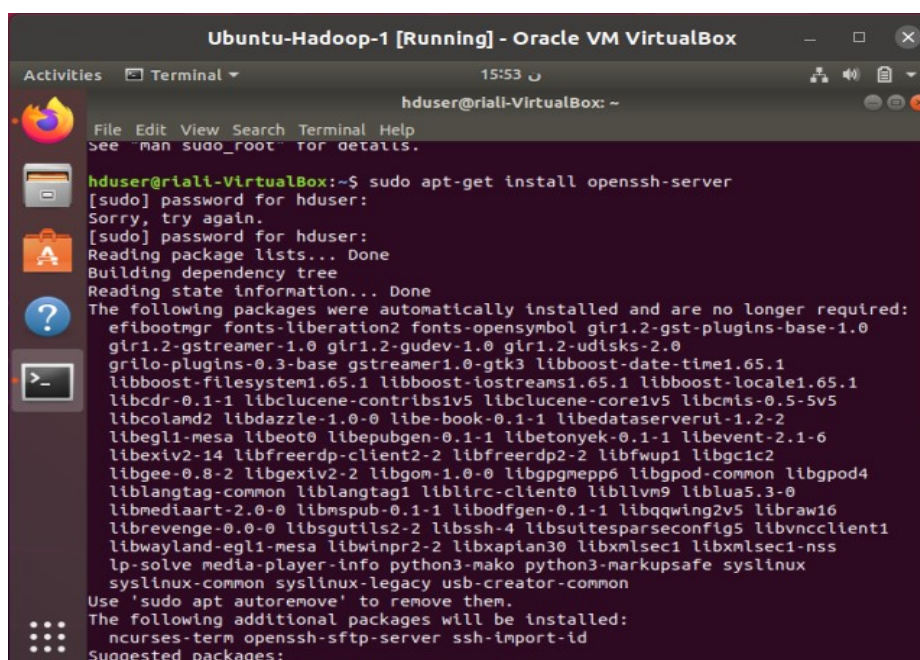 Ubuntu-Hadoop-1 [Running] - Oracle VM VirtualBox
Activities Terminal 15:53 ن
hduser@riali-VirtualBox: ~
File Edit View Search Terminal Help
See "man sudo_root" for details.
hduser@riali-VirtualBox:~$ sudo apt-get install openssh-server
[sudo] password for hduser:
Sorry, try again.
[sudo] password for hduser:
Reading package lists... Done
Building dependency tree
Reading state information... Done
The following packages were automatically installed and are no longer required:
efibootmgr fonts-liberation2 fonts-opensymbol gir1.2-gst-plugins-base-1.0
gir1.2-gstreamer-1.0 gir1.2-gudev-1.0 gir1.2-udisks-2.0
grilo-plugins-0.3-base gstreamer1.0-gtk3 libboost-date-time1.65.1
libboost-filesystem1.65.1 libboost-iostreams1.65.1 libboost-locale1.65.1
libcdr-0.1-1 libclucene-contribs1v5 libclucene-core1v5 libcmis-0.5-5v5
libcolamd2 libdazzle-1.0-0 libe-book-0.1-1 libedataserverui-1.2-2
libegl1-mesa libeot0 libepubgen-0.1-1 libetonyek-0.1-1 libevent-2.1-6
libexiv2-14 libfreerdp-client2-2 libfreerdp2-2 libfwup1 libgc1c2
libgee-0.8-2 libgexiv2-2 libgom-1.0-0 libgpgmepp6 libgpod-common libgpod4
liblangtag-common liblangtag1 liblirc-client0 libllvm9 liblua5.3-0
libmediaart-2.0-0 libmspub-0.1-1 libodfgen-0.1-1 libqqwing2v5 libraw16
librevenge-0.0-0 libsgutils2-2 libssh-4 libsuitesparseconfig5 libvncclient1
libwayland-egl1-mesa libwinpr2-2 libxapian30 libxmlsec1 libxmlsec1-nss
lp-solve media-player-info python3-mako python3-markupsafe syslinux
syslinux-common syslinux-legacy usb-creator-common
Use 'sudo apt autoremove' to remove them.
The following additional packages will be installed:
ncurses-term openssh-sftp-server ssh-import-id
Suggested packages: